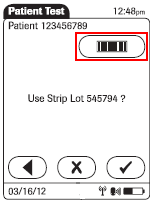 Patient Test 12:48pm
Patient 123456789
Use Strip Lot 545794 ?
03/16/12